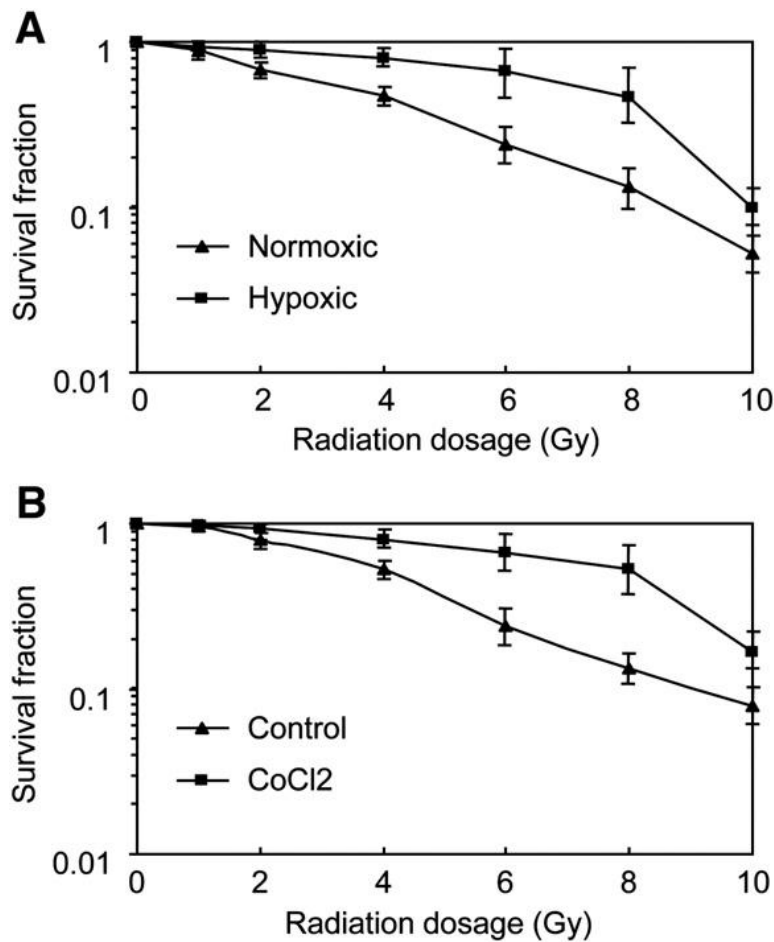 A
1
0.1
0.01
Survival fraction
Normoxic
Hypoxic
0 2 4 6 8 10
Radiation dosage (Gy)
B
1
0.1
0.01
Survival fraction
Control
CoCl2
0 2 4 6 8 10
Radiation dosage (Gy)